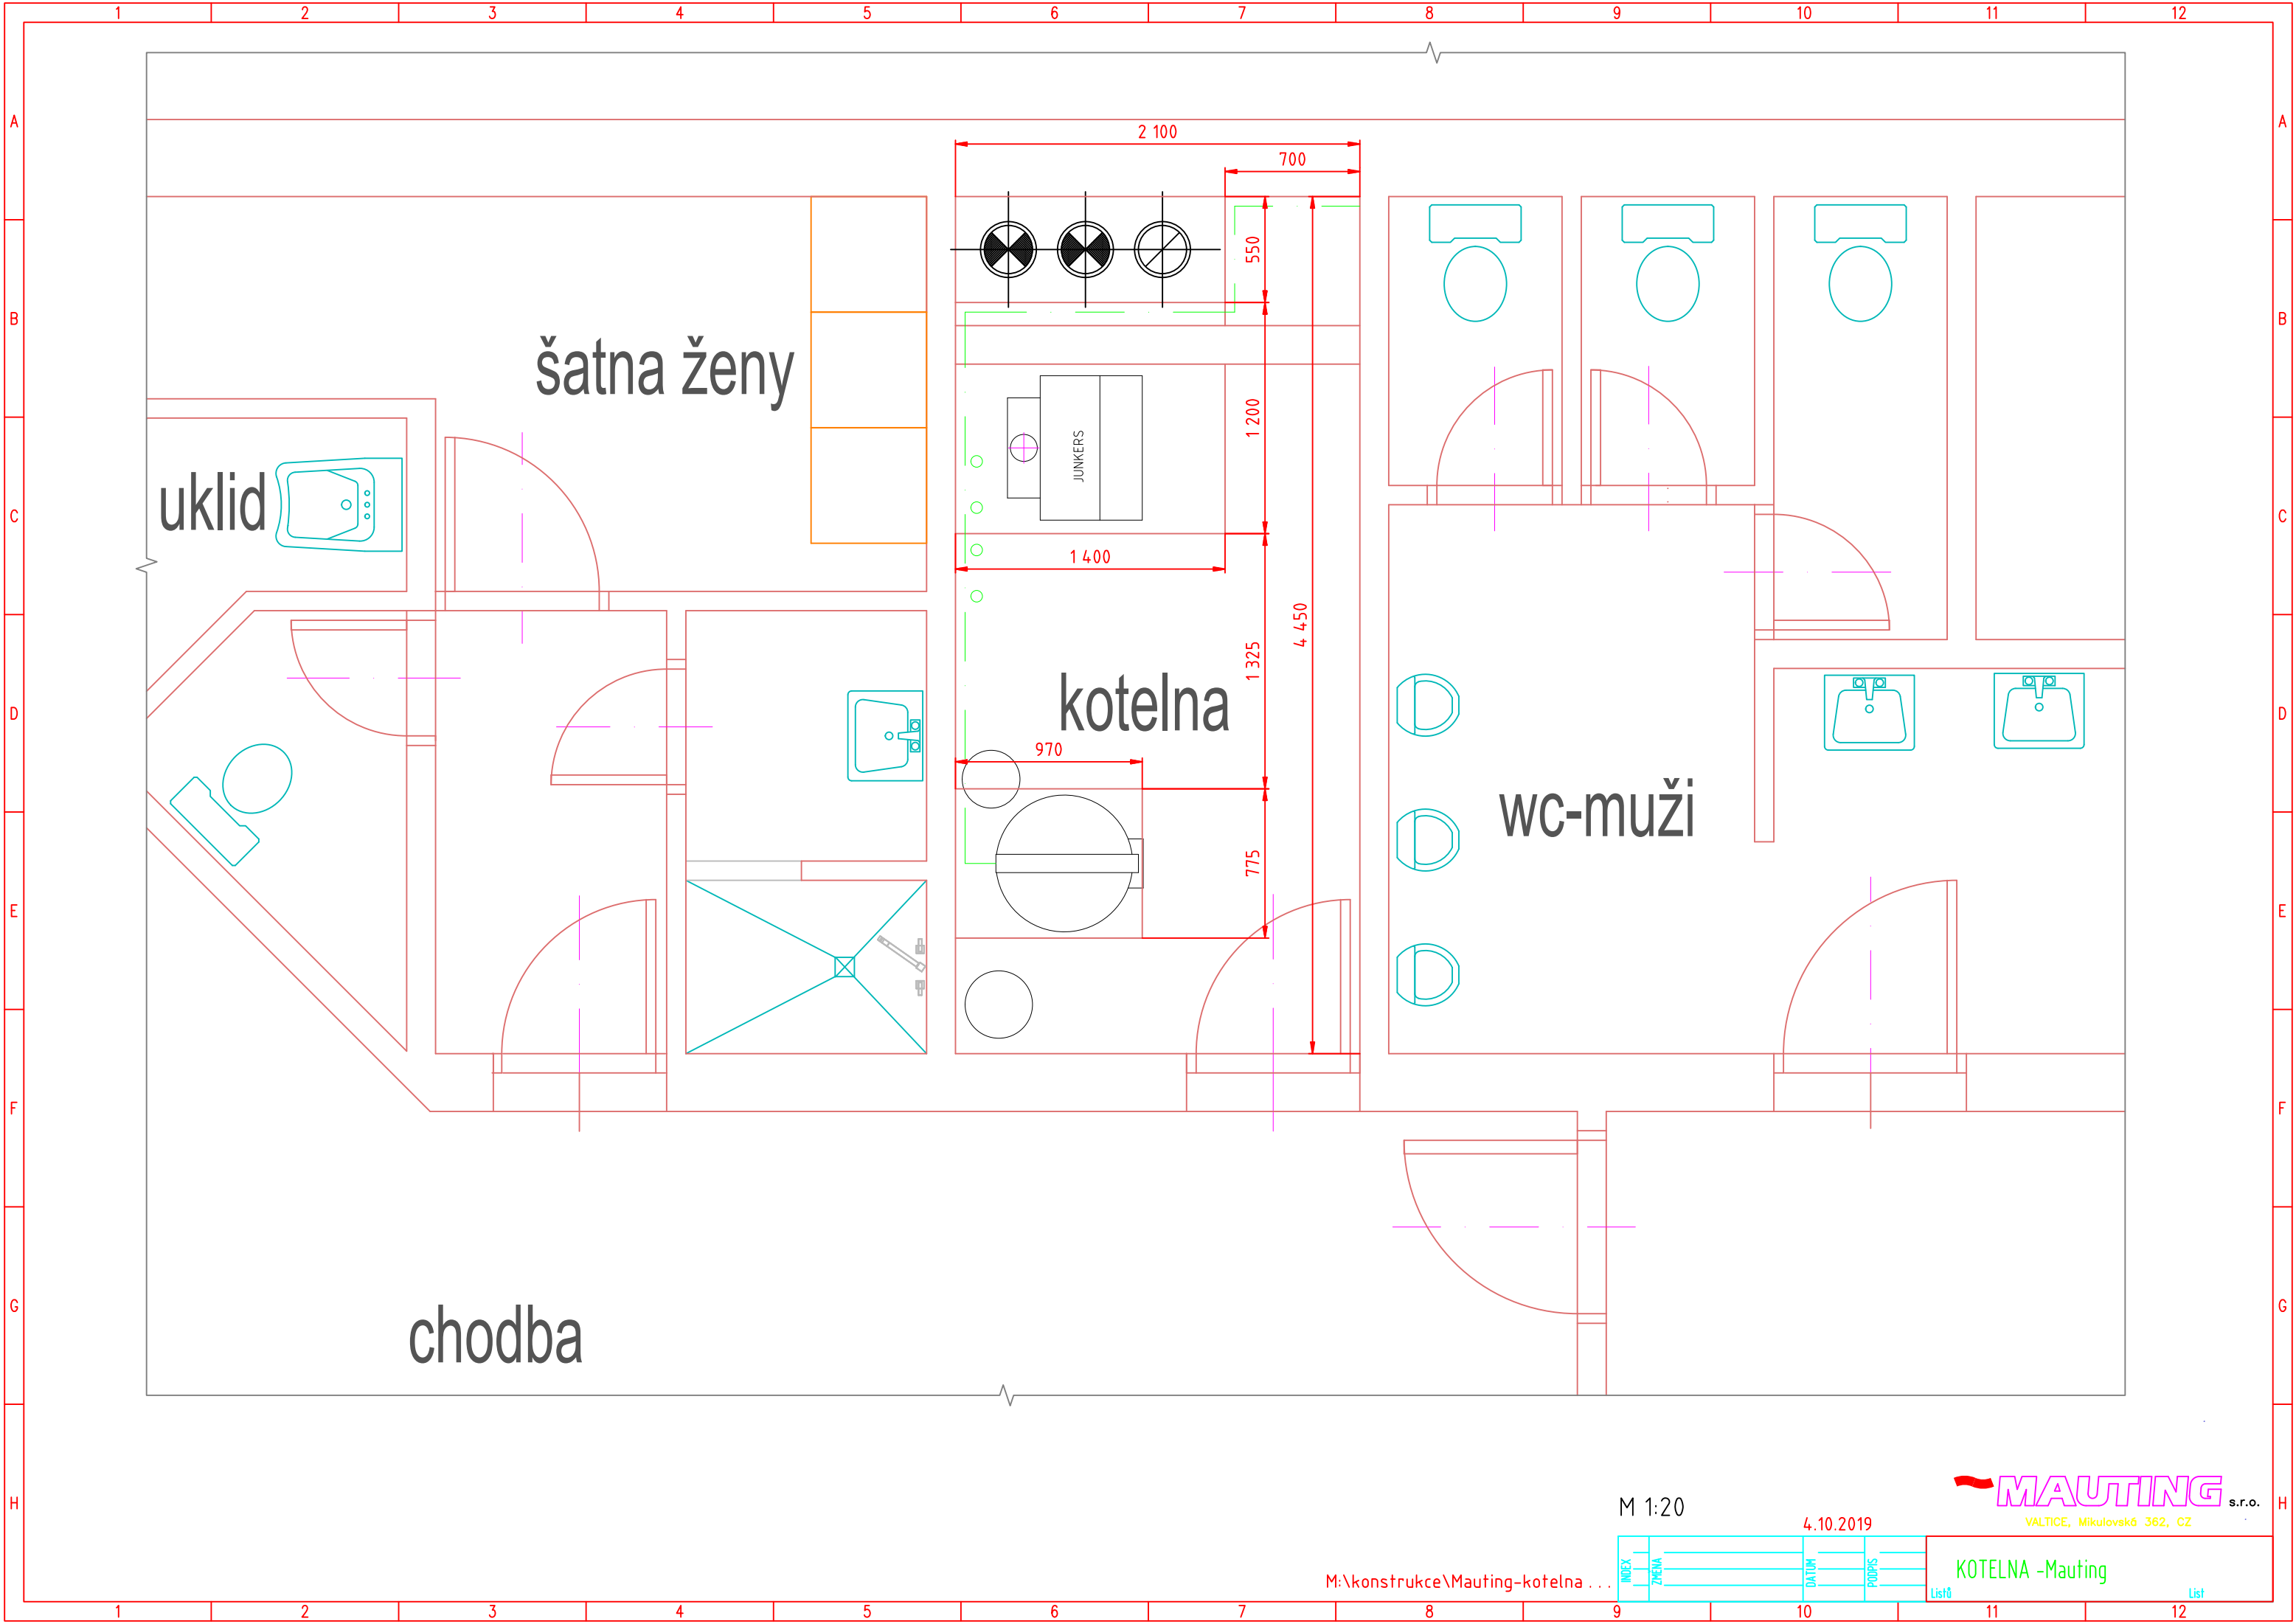 1 2 3 4 5 6 7 8 9 10 11 12
A A
2 100
700
550
B B
šatna ženy
1 200
JUNKERS
uklid
C C
1 400
4 450
1 325
kotelna
D D
970
wc-muži
775
E E
F F
chodba
G G
MAUTING s.r.o.
H H
M 1:20
VALTICE, Mikulovská 362, CZ
4.10.2019
INDEX ZMĚNA DATUM PODPIS
KOTELNA -Mauting
M:\konstrukce\Mauting-kotelna ...
Listů List
1 2 3 4 5 6 7 8 9 10 11 12